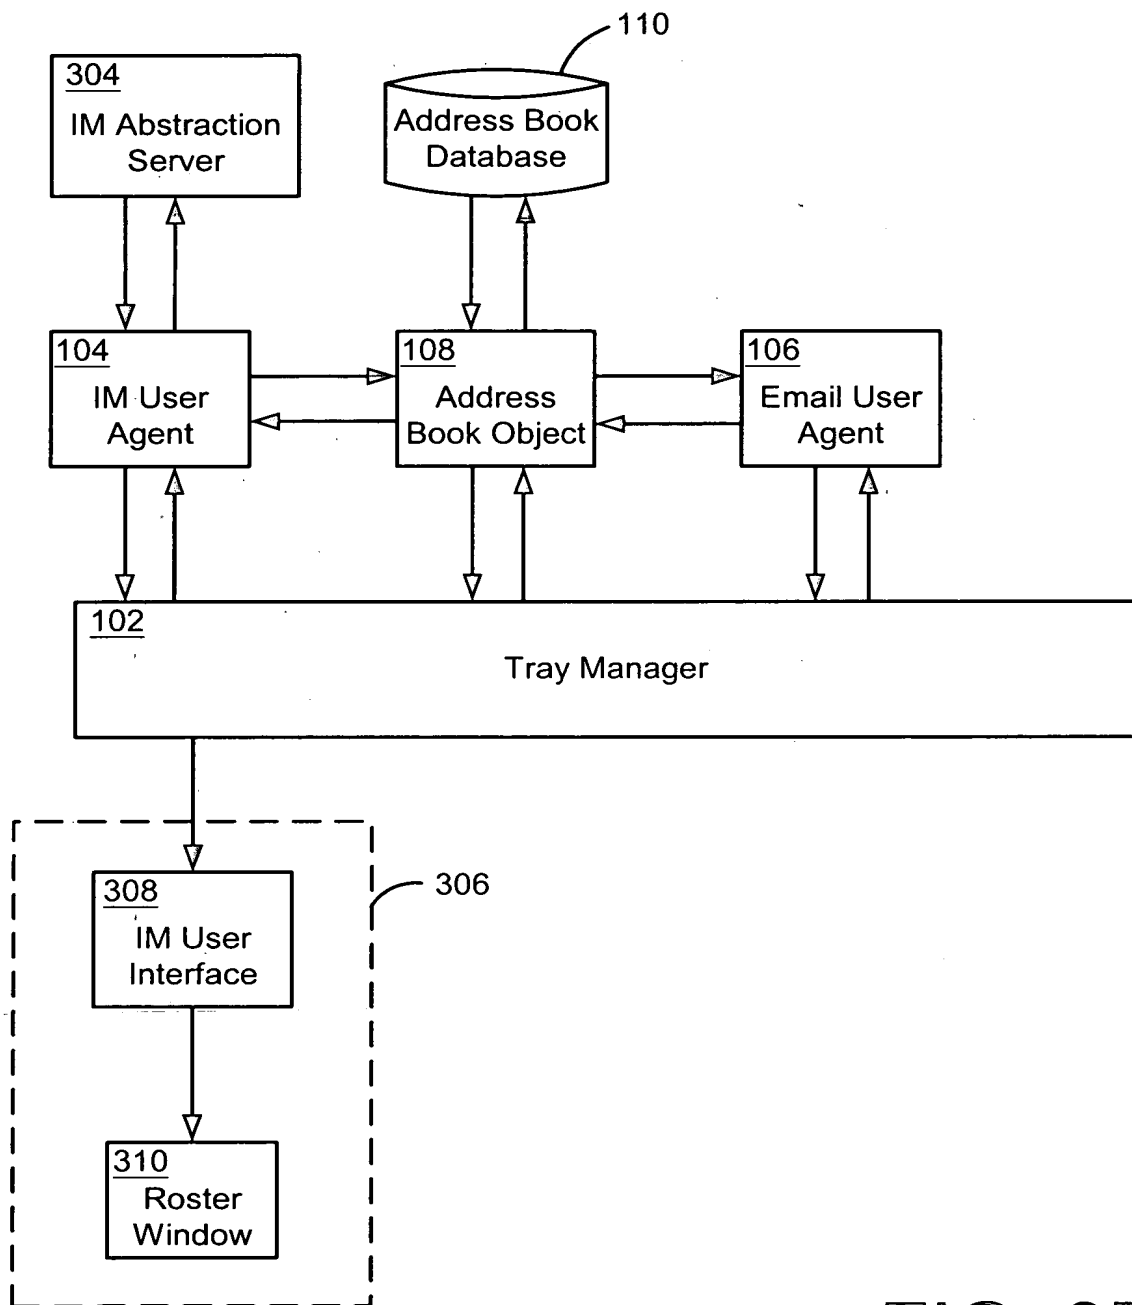 110
304
IM Abstraction
Server
Address Book
Database
104
IM User
Agent
108
Address
Book Object
106
Email User
Agent
102
Tray Manager
306
308
IM User
Interface
310
Roster
Window